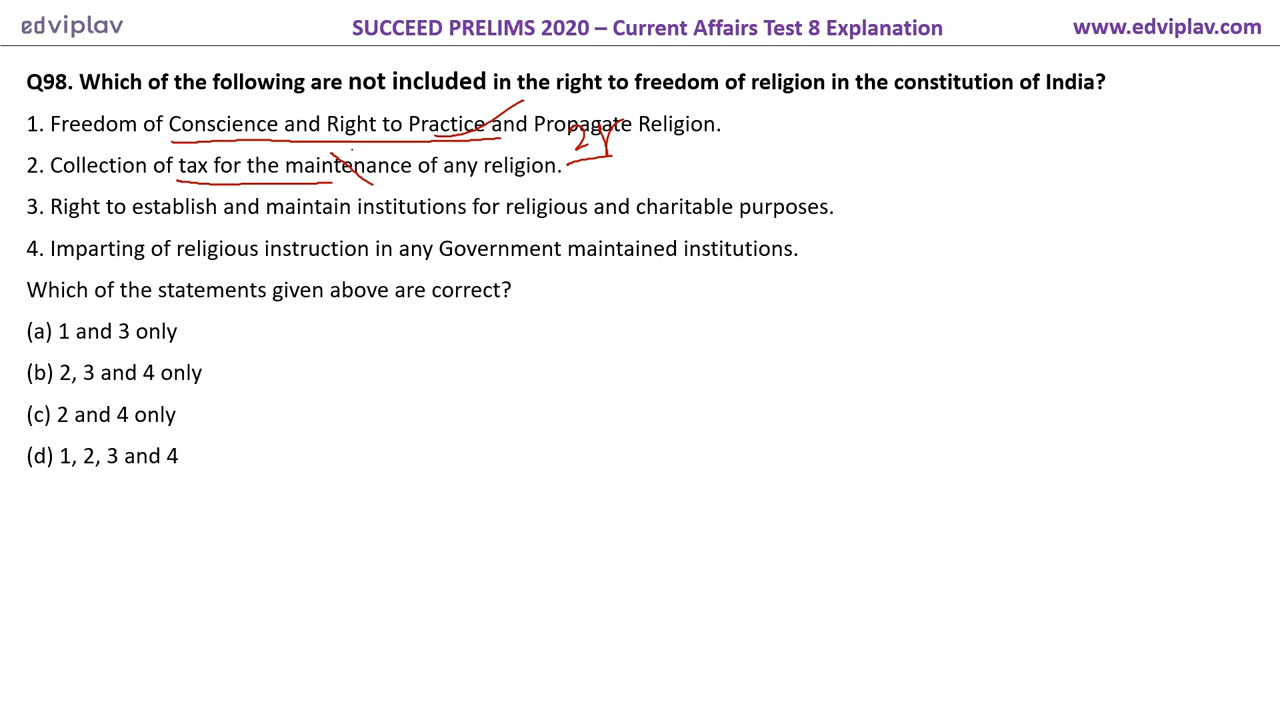 edviplav
SUCCEED PRELIMS 2020 – Current Affairs Test 8 Explanation
www.edviplav.com
Q98. Which of the following are not included in the right to freedom of religion in the constitution of India?
1. Freedom of Conscience and Right to Practice and Propagate Religion.
2. Collection of tax for the maintenance of any religion.
3. Right to establish and maintain institutions for religious and charitable purposes.
4. Imparting of religious instruction in any Government maintained institutions.
Which of the statements given above are correct?
(a) 1 and 3 only
(b) 2, 3 and 4 only
(c) 2 and 4 only
(d) 1, 2, 3 and 4